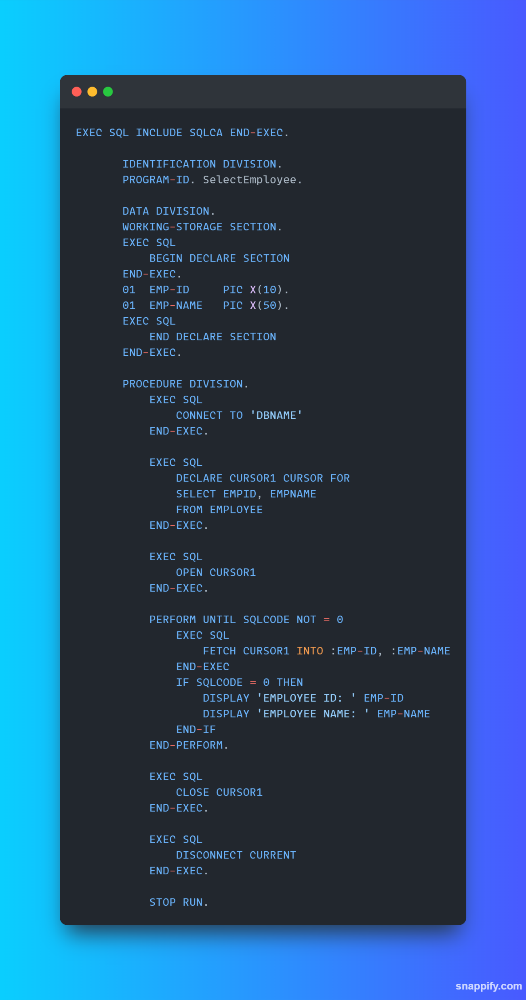 EXEC SQL INCLUDE SQLCA END-EXEC.

       IDENTIFICATION DIVISION.
       PROGRAM-ID. SelectEmployee.

       DATA DIVISION.
       WORKING-STORAGE SECTION.
       EXEC SQL
           BEGIN DECLARE SECTION
       END-EXEC.
       01  EMP-ID     PIC X(10).
       01  EMP-NAME   PIC X(50).
       EXEC SQL
           END DECLARE SECTION
       END-EXEC.

       PROCEDURE DIVISION.
           EXEC SQL
               CONNECT TO 'DBNAME'
           END-EXEC.

           EXEC SQL
               DECLARE CURSOR1 CURSOR FOR
               SELECT EMPID, EMPNAME
               FROM EMPLOYEE
           END-EXEC.

           EXEC SQL
               OPEN CURSOR1
           END-EXEC.

           PERFORM UNTIL SQLCODE NOT = 0
               EXEC SQL
                   FETCH CURSOR1 INTO :EMP-ID, :EMP-NAME
               END-EXEC
               IF SQLCODE = 0 THEN
                   DISPLAY 'EMPLOYEE ID: ' EMP-ID
                   DISPLAY 'EMPLOYEE NAME: ' EMP-NAME
               END-IF
           END-PERFORM.

           EXEC SQL
               CLOSE CURSOR1
           END-EXEC.

           EXEC SQL
               DISCONNECT CURRENT
           END-EXEC.

           STOP RUN.
snappify.com